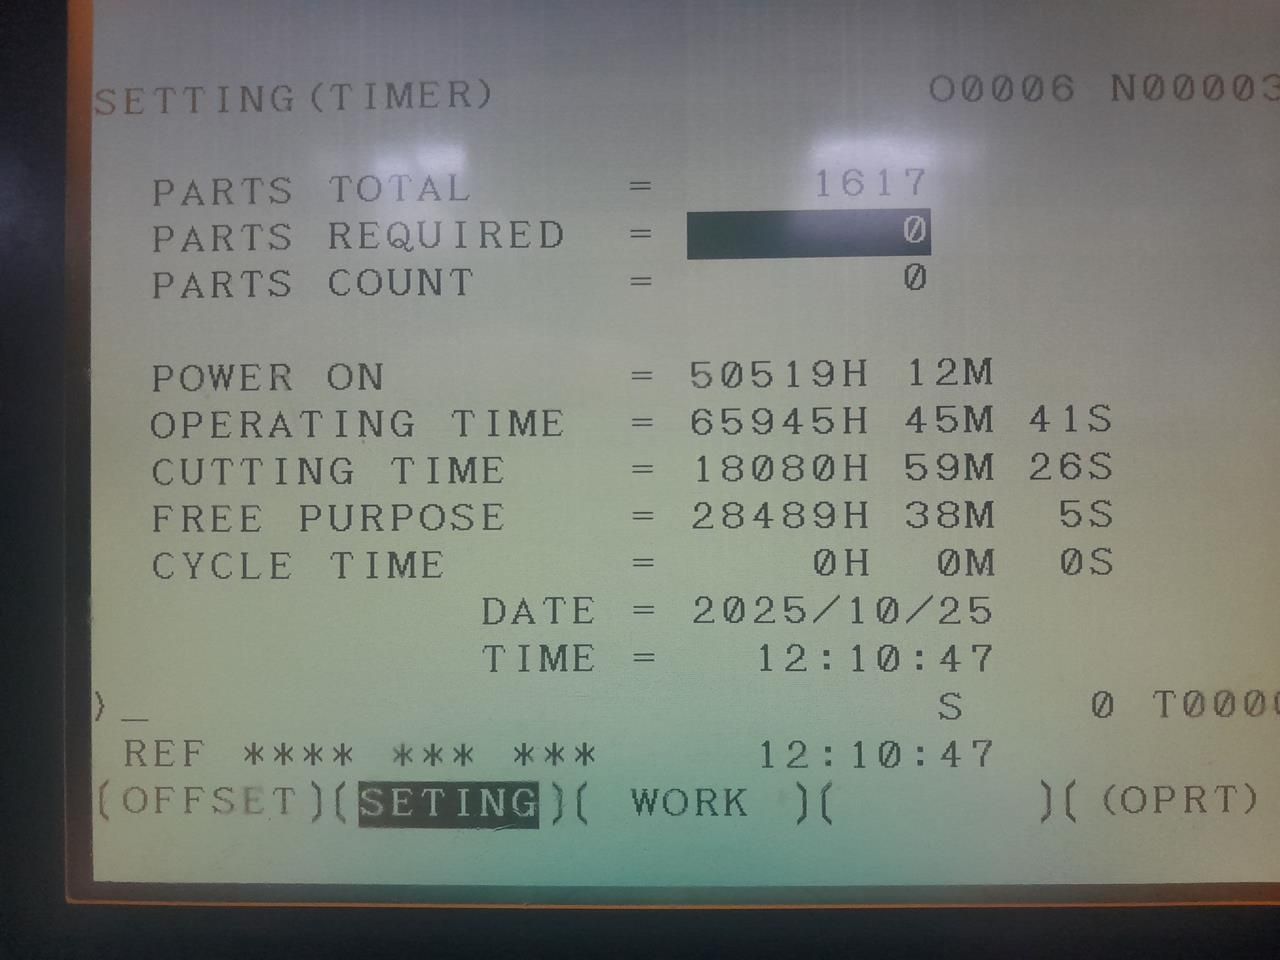 SETTING(TIMER) O0006 N00003
PARTS TOTAL = 1617
PARTS REQUIRED = 0
PARTS COUNT = 0
POWER ON = 50519H 12M
OPERATING TIME = 65945H 45M 41S
CUTTING TIME = 18080H 59M 26S
FREE PURPOSE = 28489H 38M 5S
CYCLE TIME = 0H 0M 0S
DATE = 2025/10/25
TIME = 12:10:47
)_ S 0 T000
REF **** *** *** 12:10:47
(OFFSET)(SETING)( WORK )( )( (OPRT)